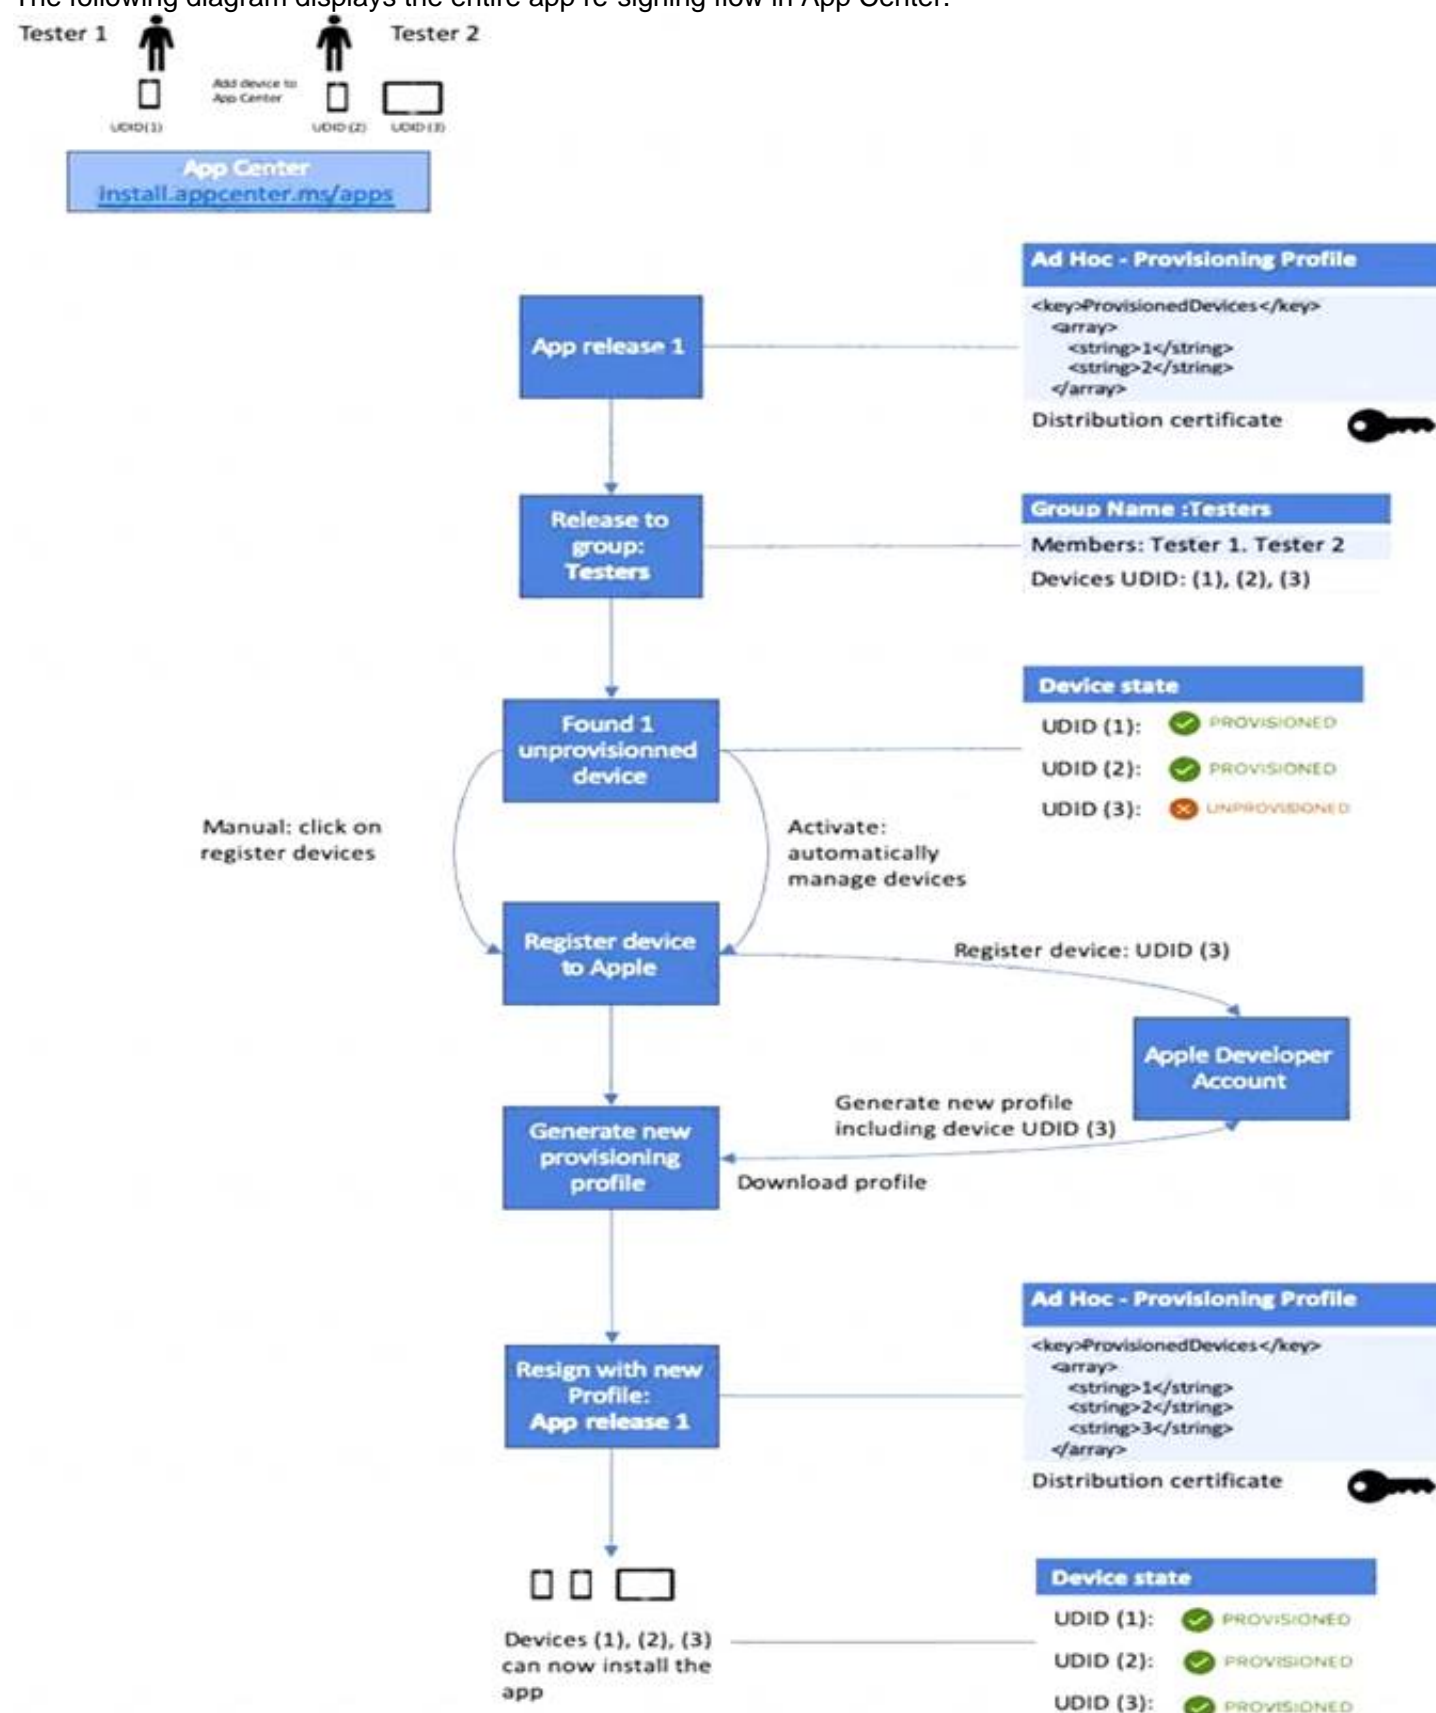 The following diagram displays the entire app re-signing flow in App Center.
Tester 1
Tester 2
Add device to
App Center
UDID(1)
UDID (2)
UDID (3)
App Center
install.appcenter.ms/apps
Ad Hoc - Provisioning Profile
<key>ProvisionedDevices</key>
<array>
<string>1</string>
<string>2</string>
</array>
Distribution certificate
App release 1
Release to
group:
Testers
Group Name :Testers
Members: Tester 1. Tester 2
Devices UDID: (1), (2), (3)
Found 1
unprovisionned
device
Device state
UDID (1): PROVISIONED
UDID (2): PROVISIONED
UDID (3): UNPROVISIONED
Manual: click on
register devices
Activate:
automatically
manage devices
Register device
to Apple
Register device: UDID (3)
Apple Developer
Account
Generate new profile
including device UDID (3)
Download profile
Generate new
provisioning
profile
Ad Hoc - Provisioning Profile
<key>ProvisionedDevices</key>
<array>
<string>1</string>
<string>2</string>
<string>3</string>
</array>
Distribution certificate
Resign with new
Profile:
App release 1
Devices (1), (2), (3)
can now install the
app
Device state
UDID (1): PROVISIONED
UDID (2): PROVISIONED
UDID (3): PROVISIONED